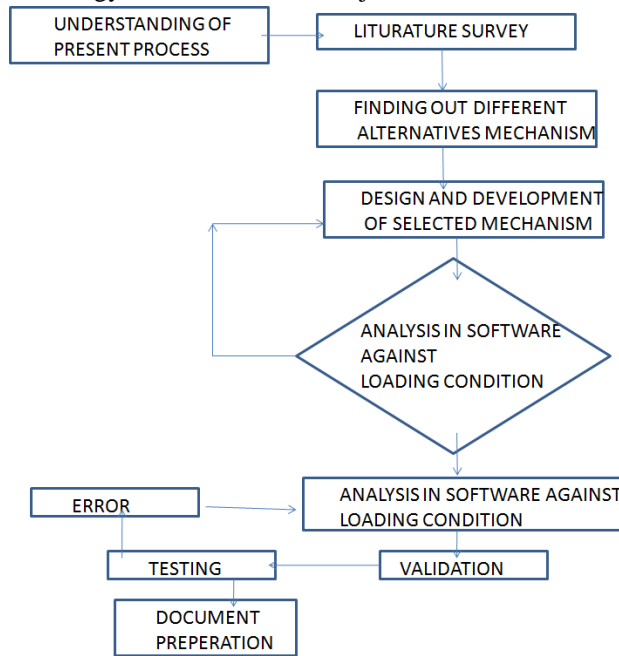 UNDERSTANDING OF
PRESENT PROCESS
LITURATURE SURVEY
FINDING OUT DIFFERENT
ALTERNATIVES MECHANISM
DESIGN AND DEVELOPMENT
OF SELECTED MECHANISM
ANALYSIS IN SOFTWARE
AGAINST
LOADING CONDITION
ANALYSIS IN SOFTWARE AGAINST
LOADING CONDITION
ERROR
TESTING
VALIDATION
DOCUMENT
PREPERATION